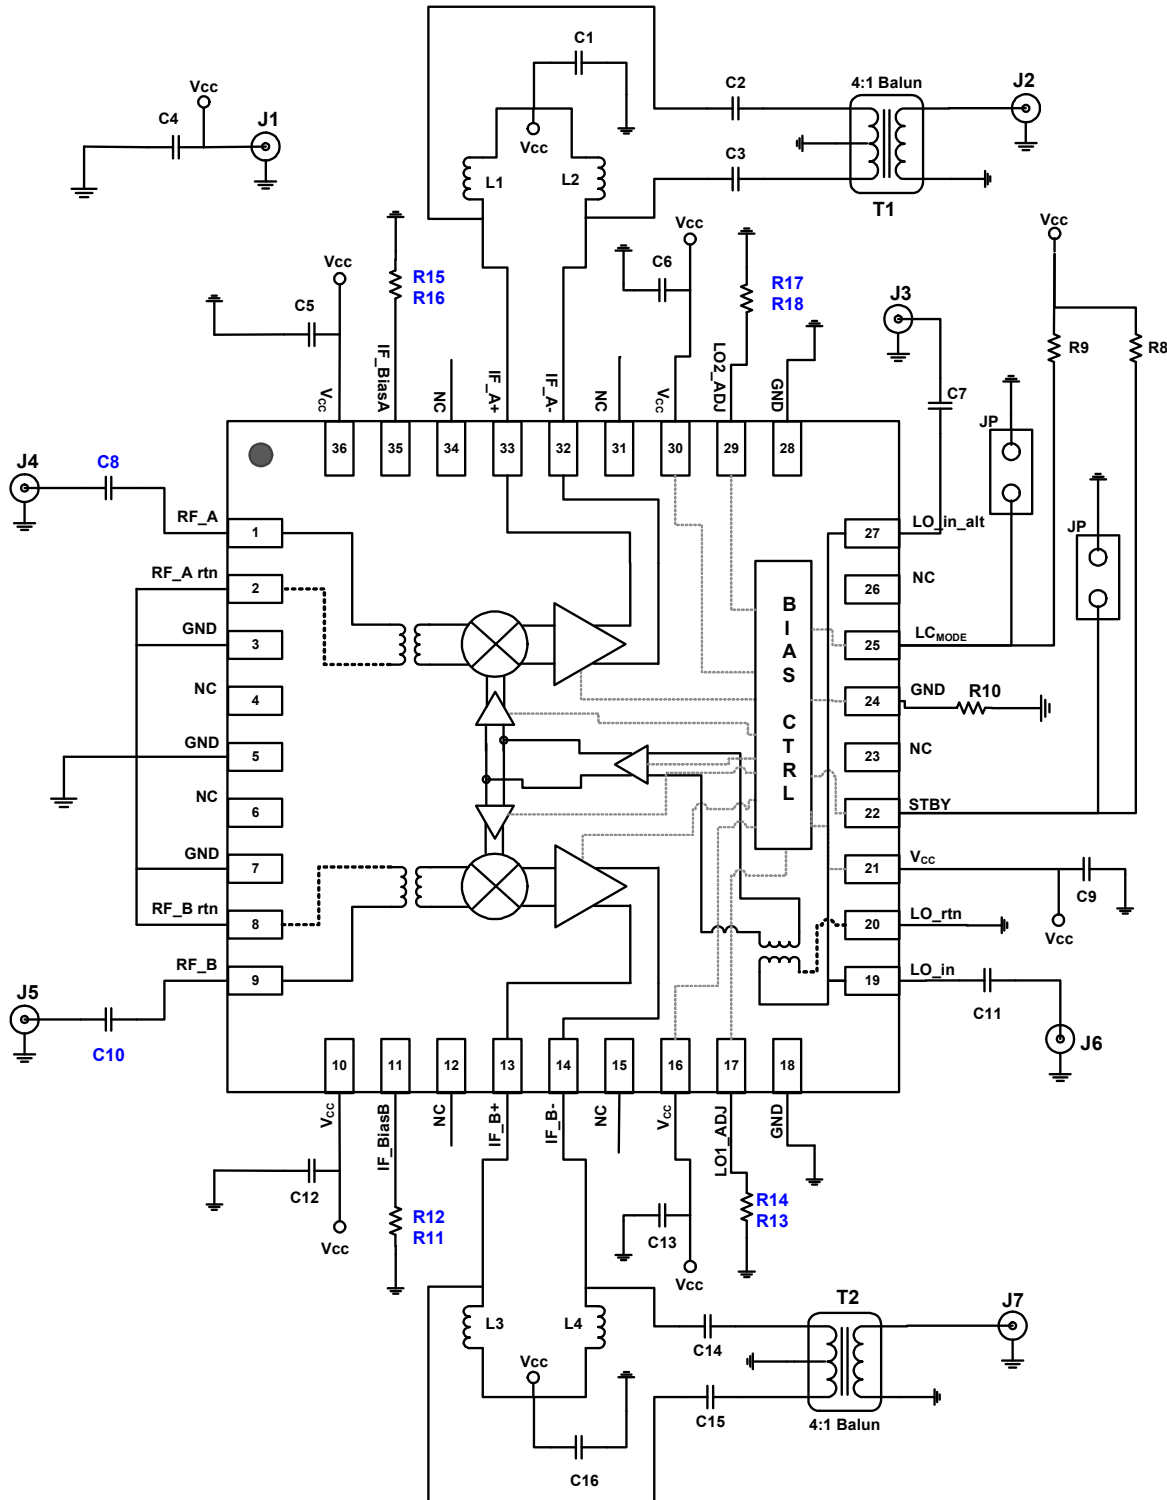 C1
4:1 Balun
J2
C2
Vcc
C4
J1
Vcc
C3
L1
L2
T1
Vcc
Vcc
C6
Vcc
R15
R16
R17
R18
J3
C5
R9
R8
C7
JP
VCC
IF_BiasA
NC
IF_A+
IF_A-
NC
VCC
LO2_ADJ
GND
36
35
34
33
32
31
30
29
28
J4
C8
RF_A
1
27
LO_in_alt
JP
RF_A rtn
2
26
NC
GND
3
25
LCMODE
NC
4
24
GND
R10
GND
5
23
NC
NC
6
22
STBY
GND
7
21
VCC
C9
Vcc
RF_B rtn
8
20
LO_rtn
RF_B
9
19
LO_in
C11
J6
BIAS CTRL
J5
C10
10
11
12
13
14
15
16
17
18
VCC
IF_BiasB
NC
IF_B+
IF_B-
NC
VCC
LO1_ADJ
GND
C12
Vcc
R12
R11
C13
Vcc
R14
R13
L3
L4
Vcc
C14
T2
J7
C15
4:1 Balun
C16